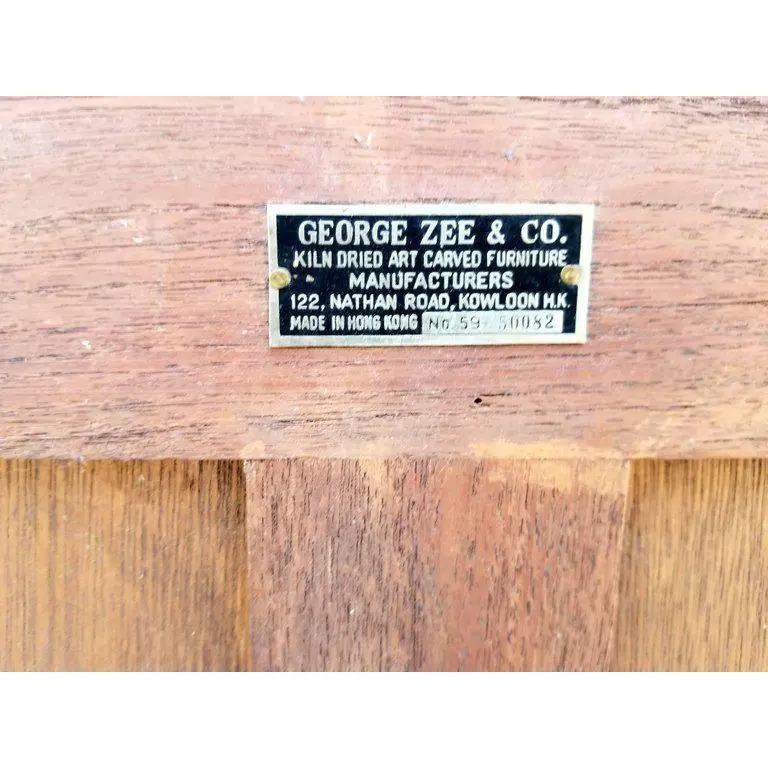 GEORGE ZEE & CO.
KILN DRIED ART CARVED FURNITURE
MANUFACTURERS
122, NATHAN ROAD, KOWLOON H.K.
MADE IN HONG KONG No 59- 50082